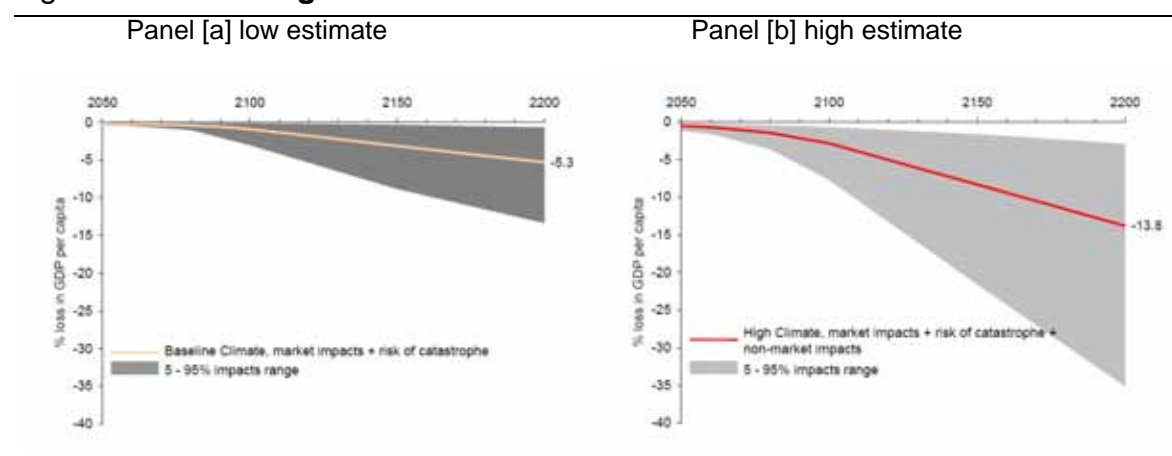 Panel [a] low estimate
Panel [b] high estimate
2050 2100 2150 2200
0
-5
-10
-15
-20
-25
-30
-35
-40
% loss in GDP per capita
-5.3
Baseline Climate, market impacts + risk of catastrophe
5 - 95% impacts range
2050 2100 2150 2200
0
-5
-10
-15
-20
-25
-30
-35
-40
% loss in GDP per capita
-13.8
High Climate, market impacts + risk of catastrophe +
non-market impacts
5 - 95% impacts range